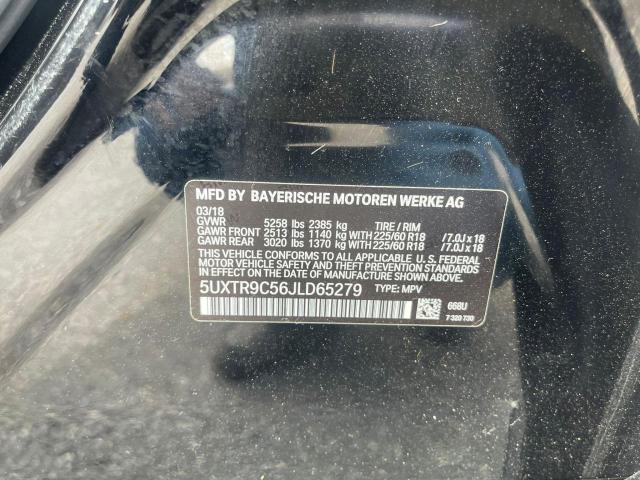 MFD BY BAYERISCHE MOTOREN WERKE AG
03/18
GVWR 5258 lbs 2385 kg TIRE / RIM
GAWR FRONT 2513 lbs 1140 kg WITH 225/60 R18 /7.0J x 18
GAWR REAR 3020 lbs 1370 kg WITH 225/60 R18 /7.0J x 18
THIS VEHICLE CONFORMS TO ALL APPLICABLE U. S. FEDERAL
MOTOR VEHICLE SAFETY, BUMPER, AND THEFT PREVENTION
STANDARDS IN EFFECT ON THE DATE OF MANUFACTURE SHOWN ABOVE.
5UXTR9C56JLD65279 TYPE: MPV
668U
7 320 730